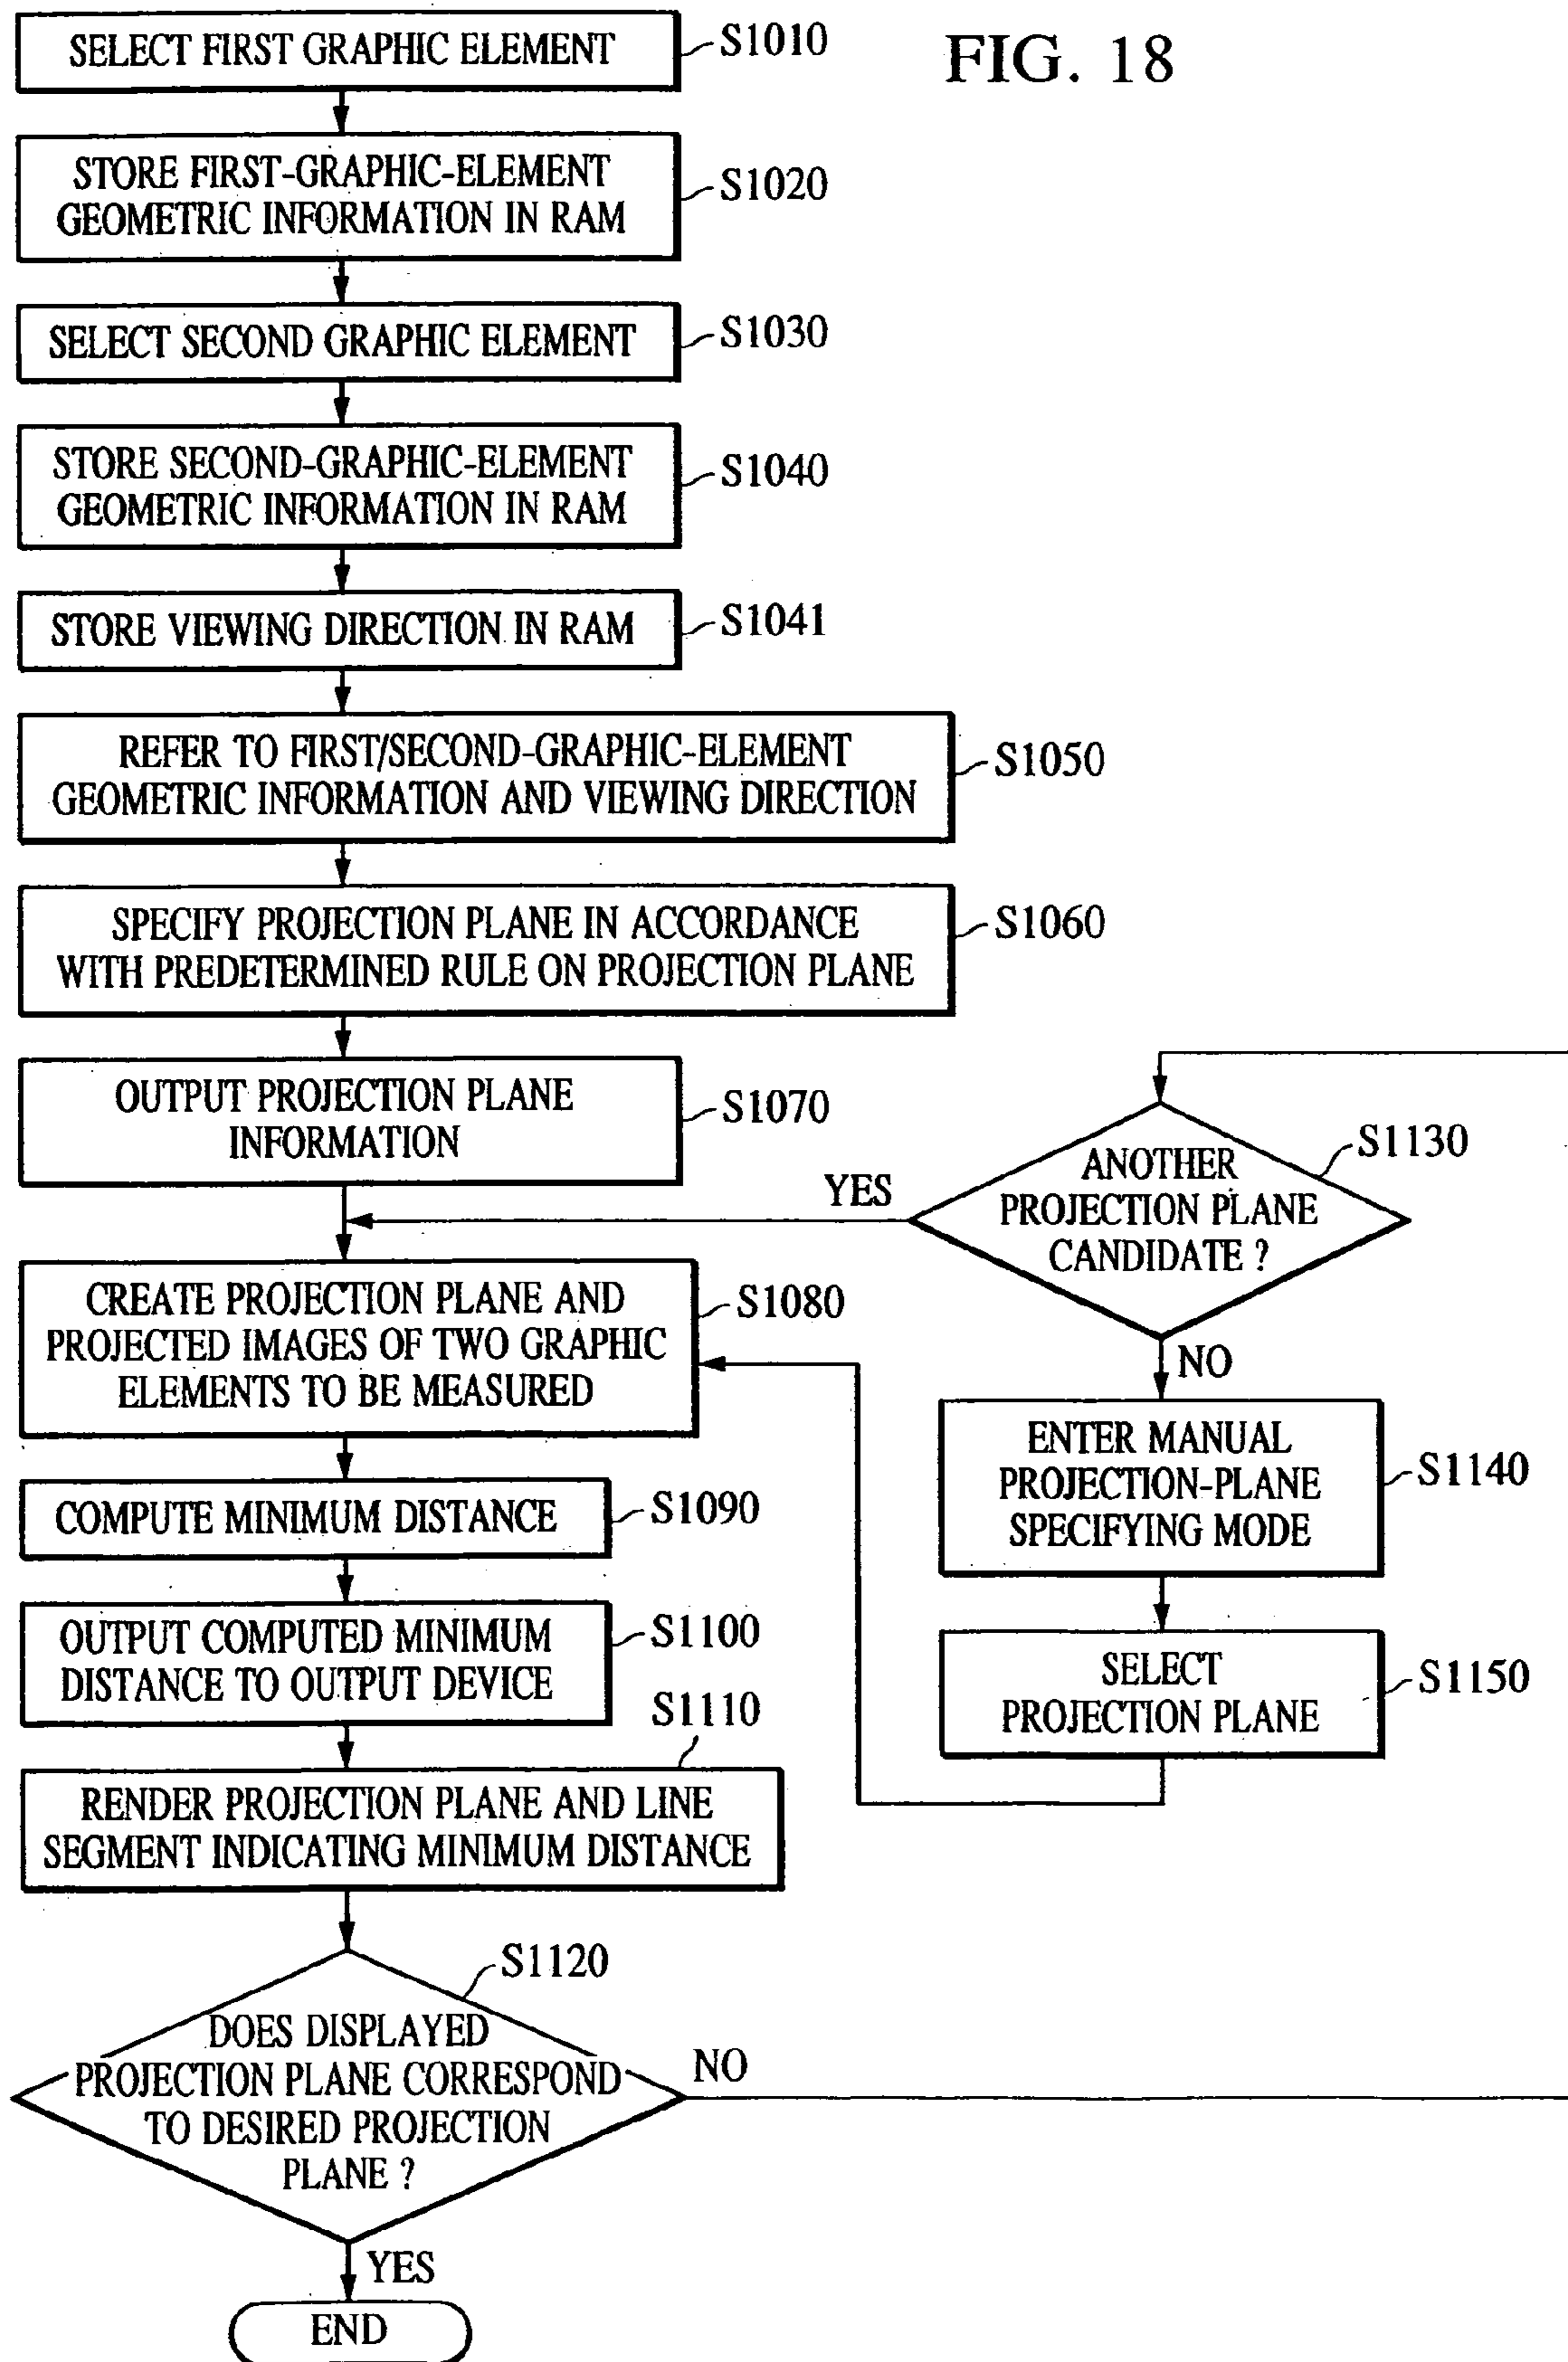 FIG. 18
SELECT FIRST GRAPHIC ELEMENT
S1010
STORE FIRST-GRAPHIC-ELEMENT
GEOMETRIC INFORMATION IN RAM
S1020
SELECT SECOND GRAPHIC ELEMENT
S1030
STORE SECOND-GRAPHIC-ELEMENT
GEOMETRIC INFORMATION IN RAM
S1040
STORE VIEWING DIRECTION IN RAM
S1041
REFER TO FIRST/SECOND-GRAPHIC-ELEMENT
GEOMETRIC INFORMATION AND VIEWING DIRECTION
S1050
SPECIFY PROJECTION PLANE IN ACCORDANCE
WITH PREDETERMINED RULE ON PROJECTION PLANE
S1060
OUTPUT PROJECTION PLANE
INFORMATION
S1070
CREATE PROJECTION PLANE AND
PROJECTED IMAGES OF TWO GRAPHIC
ELEMENTS TO BE MEASURED
S1080
COMPUTE MINIMUM DISTANCE
S1090
OUTPUT COMPUTED MINIMUM
DISTANCE TO OUTPUT DEVICE
S1100
RENDER PROJECTION PLANE AND LINE
SEGMENT INDICATING MINIMUM DISTANCE
S1110
DOES DISPLAYED
PROJECTION PLANE CORRESPOND
TO DESIRED PROJECTION
PLANE ?
S1120
NO
YES
END
ANOTHER
PROJECTION PLANE
CANDIDATE ?
S1130
YES
NO
ENTER MANUAL
PROJECTION-PLANE
SPECIFYING MODE
S1140
SELECT
PROJECTION PLANE
S1150